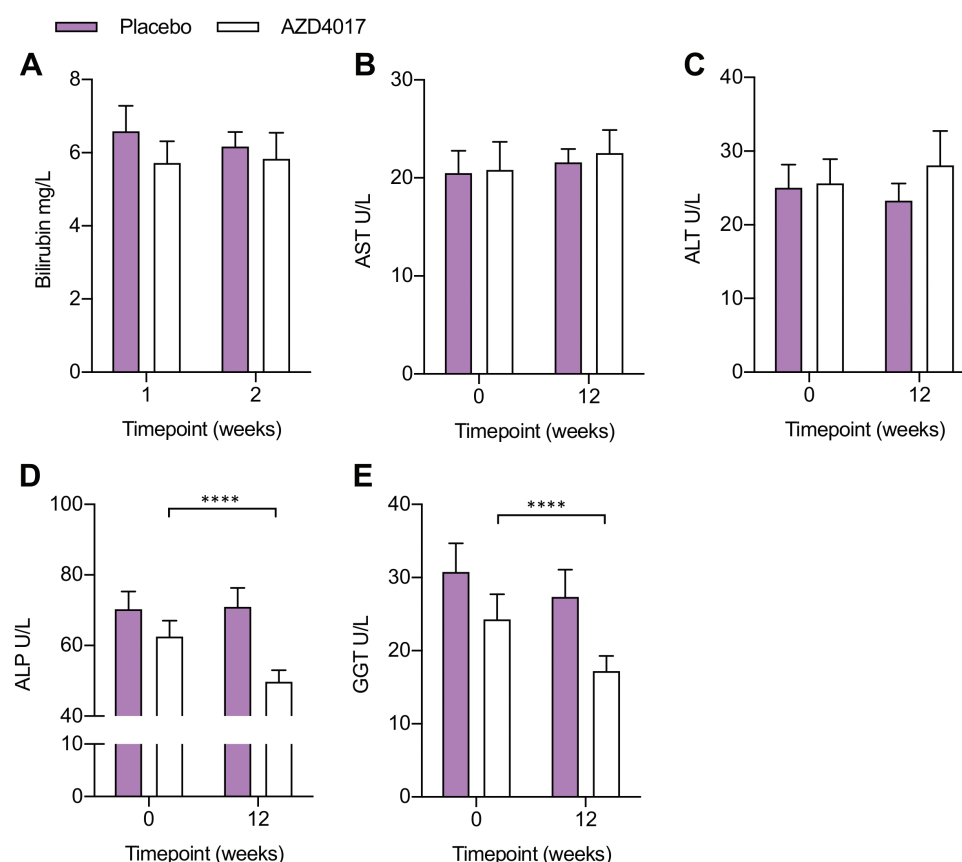 Placebo AZD4017
A
Bilirubin mg/L
8
6
4
2
0
1 2
Timepoint (weeks)
B
AST U/L
30
20
10
0
0 12
Timepoint (weeks)
C
ALT U/L
40
30
20
10
0
0 12
Timepoint (weeks)
D
ALP U/L
100
80
60
40
10
0
****
0 12
Timepoint (weeks)
E
GGT U/L
40
30
20
10
0
****
0 12
Timepoint (weeks)